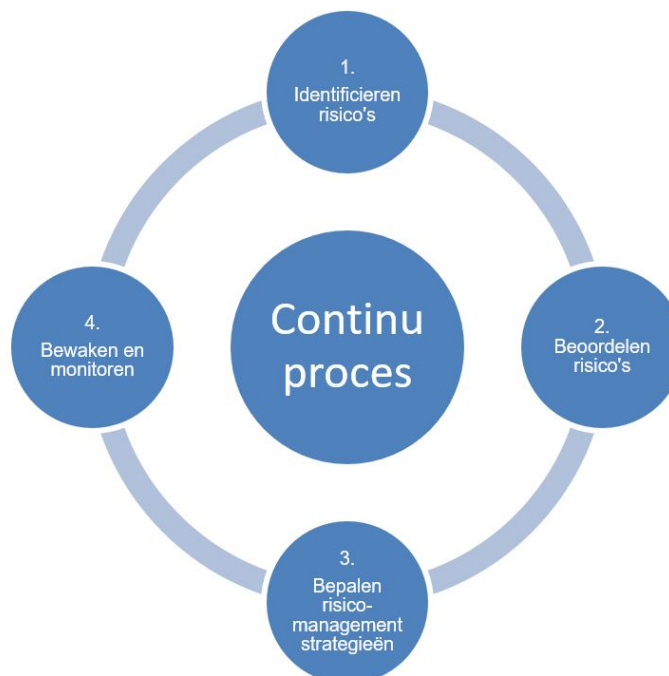 1.
Identificieren
risico's
2.
Beoordelen
risico's
3.
Bepalen
risico-
management
strategieën
4.
Bewaken en
monitoren
Continu
proces